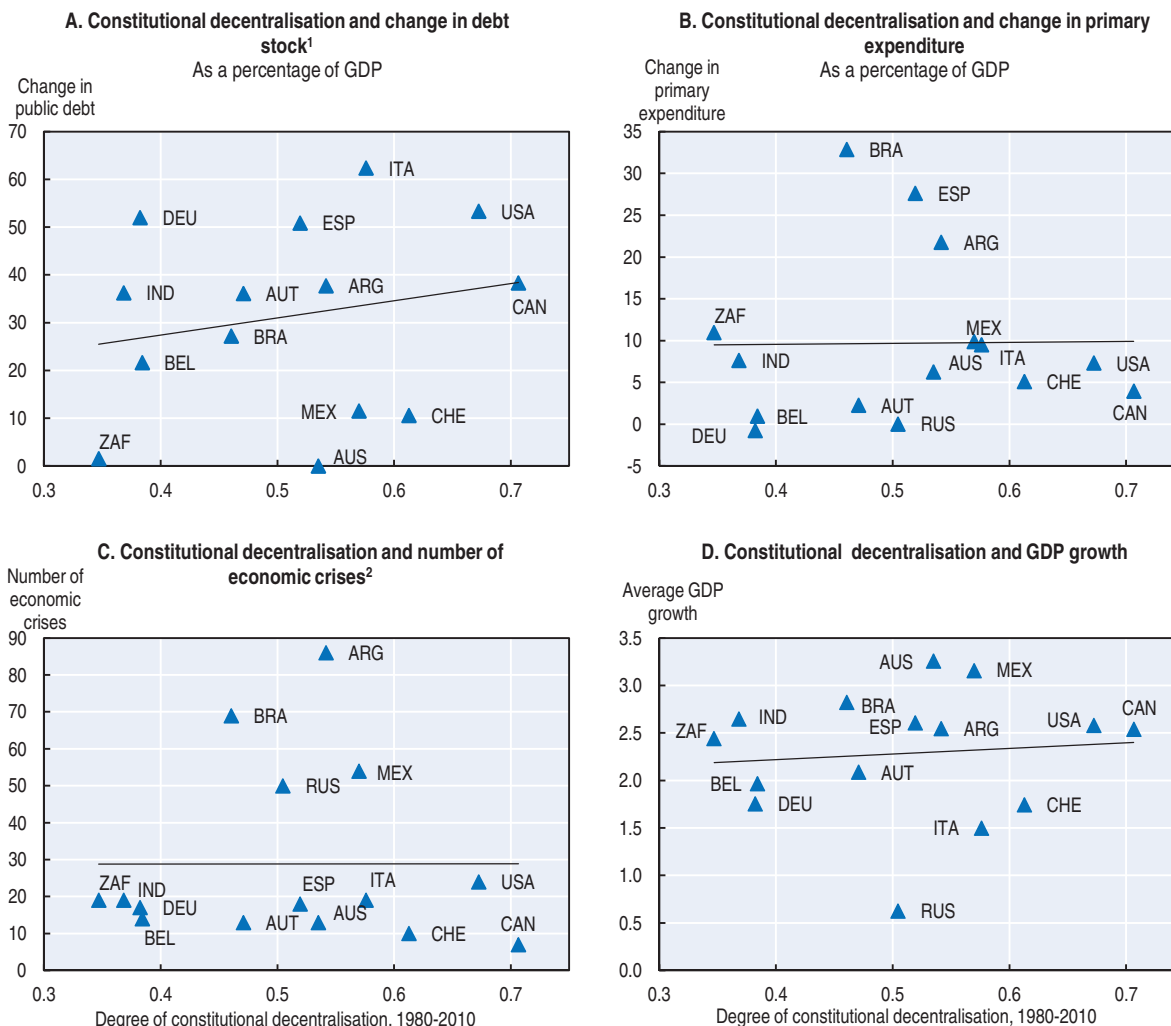 A. Constitutional decentralisation and change in debt
stock¹
As a percentage of GDP
Change in
public debt
70
60
50
40
30
20
10
0
ITA
DEU
ESP
USA
IND
AUT
ARG
CAN
BRA
BEL
MEX
CHE
ZAF
AUS
0.3
0.4
0.5
0.6
0.7
B. Constitutional decentralisation and change in primary
expenditure
As a percentage of GDP
Change in
primary
expenditure
35
30
25
20
15
10
5
0
-5
BRA
ESP
ARG
ZAF
MEX
IND
AUS
ITA
USA
CHE
CAN
BEL
AUT
DEU
RUS
0.3
0.4
0.5
0.6
0.7
C. Constitutional decentralisation and number of
economic crises²
Number of
economic
crises
90
80
70
60
50
40
30
20
10
0
ARG
BRA
RUS
MEX
ZAF
IND
DEU
BEL
AUT
ESP
AUS
ITA
USA
CHE
CAN
0.3
0.4
0.5
0.6
0.7
Degree of constitutional decentralisation, 1980-2010
D. Constitutional decentralisation and GDP growth
Average GDP
growth
3.5
3.0
2.5
2.0
1.5
1.0
0.5
0.0
AUS
MEX
ZAF
IND
BRA
ESP
ARG
USA
CAN
BEL
DEU
AUT
ITA
CHE
RUS
0.3
0.4
0.5
0.6
0.7
Degree of constitutional decentralisation, 1980-2010